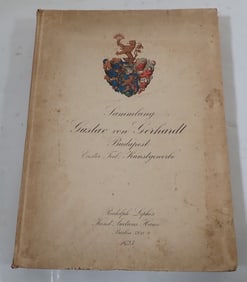 Sammlung
Gustav von Gerhardt
Budapest
Erster Teil, Kunstgewerbe
Rudolph Lepke's
Kunst-Auctions-Haus
Berlin